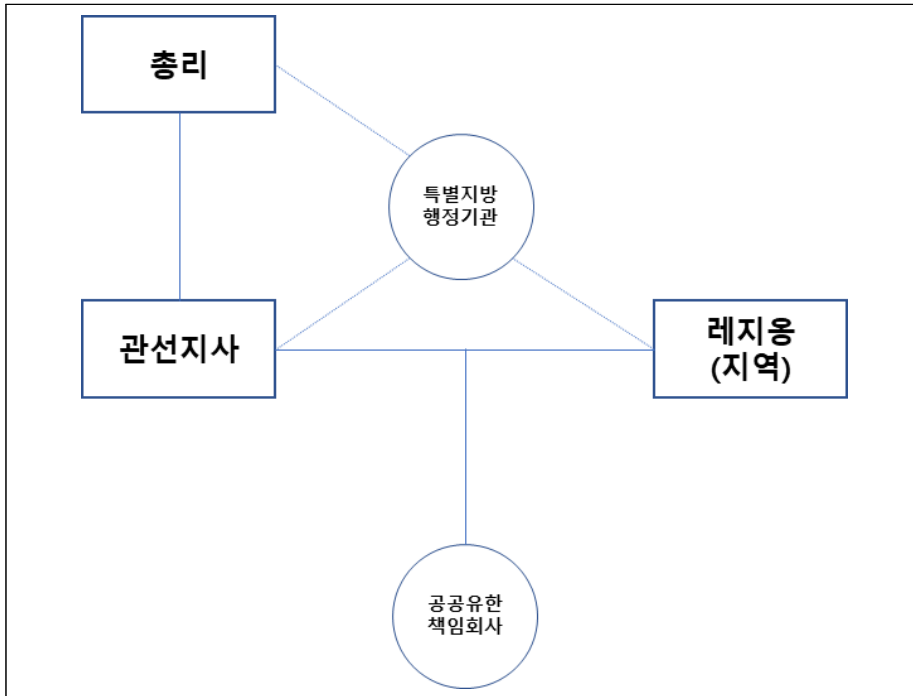 총리
특별지방
행정기관
관선지사
레지옹
(지역)
공공유한
책임회사